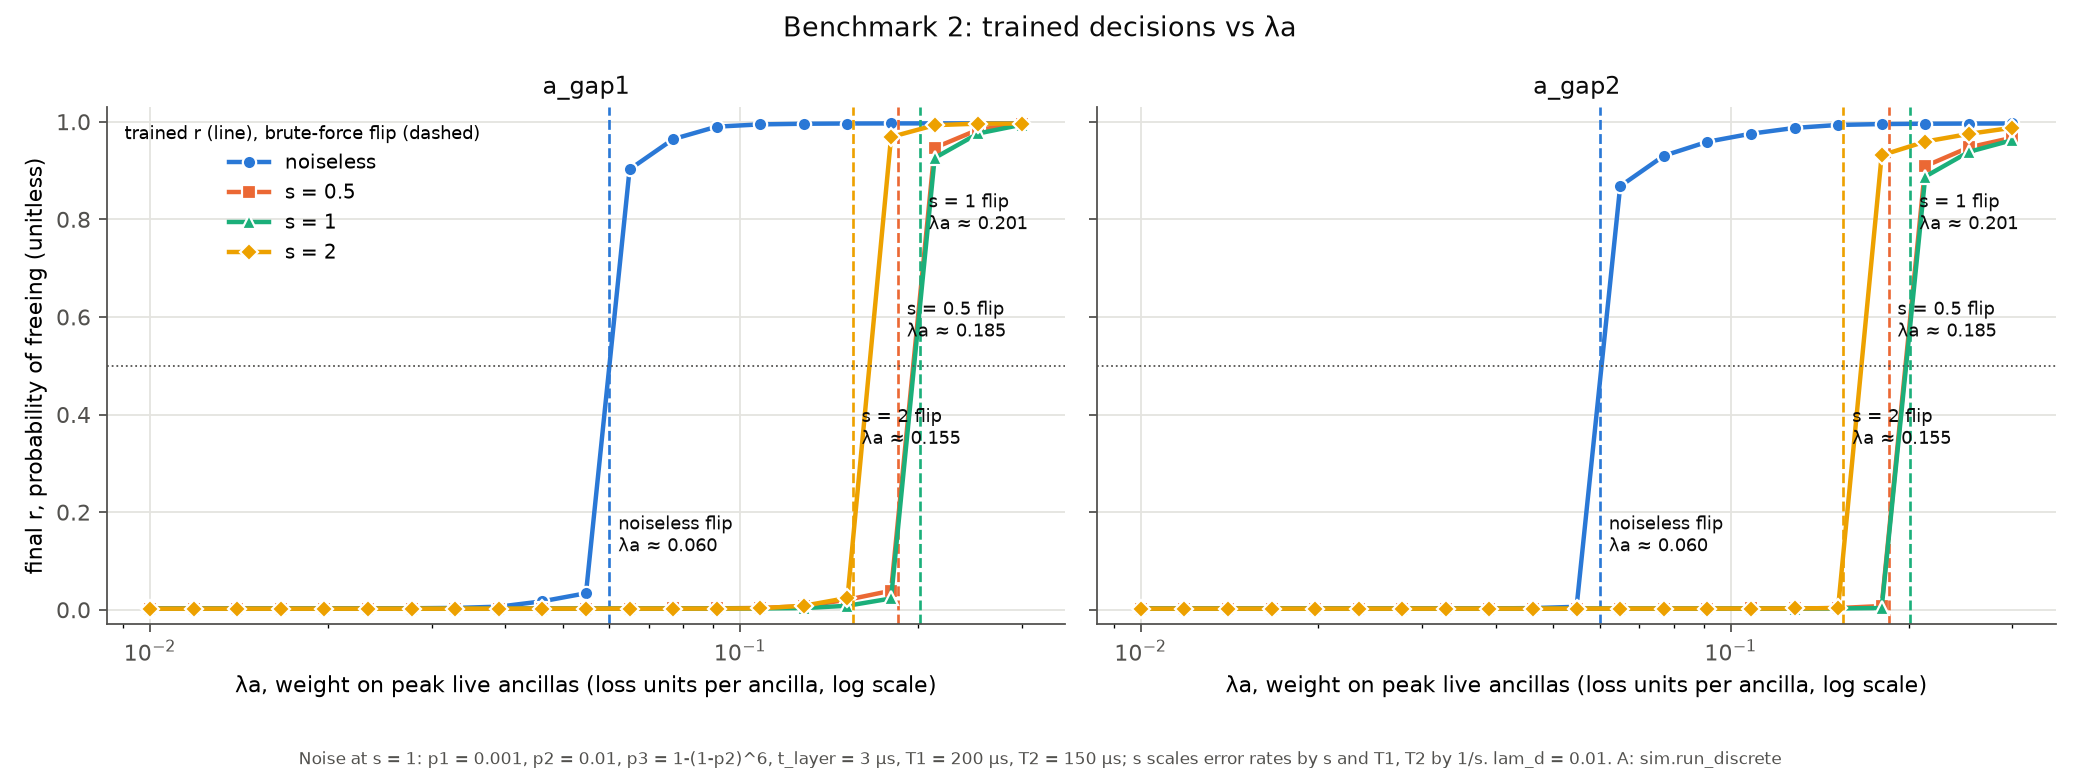 Benchmark 2: trained decisions vs λa
a_gap1
final r, probability of freeing (unitless)
1.0
0.8
0.6
0.4
0.2
0.0
trained r (line), brute-force flip (dashed)
noiseless
s = 0.5
s = 1
s = 2
s = 1 flip
λa ≈ 0.201
s = 0.5 flip
λa ≈ 0.185
s = 2 flip
λa ≈ 0.155
noiseless flip
λa ≈ 0.060
10⁻²
10⁻¹
λa, weight on peak live ancillas (loss units per ancilla, log scale)
a_gap2
s = 1 flip
λa ≈ 0.201
s = 0.5 flip
λa ≈ 0.185
s = 2 flip
λa ≈ 0.155
noiseless flip
λa ≈ 0.060
10⁻²
10⁻¹
λa, weight on peak live ancillas (loss units per ancilla, log scale)
Noise at s = 1: p1 = 0.001, p2 = 0.01, p3 = 1-(1-p2)^6, t_layer = 3 µs, T1 = 200 µs, T2 = 150 µs; s scales error rates by s and T1, T2 by 1/s. lam_d = 0.01. A: sim.run_discrete